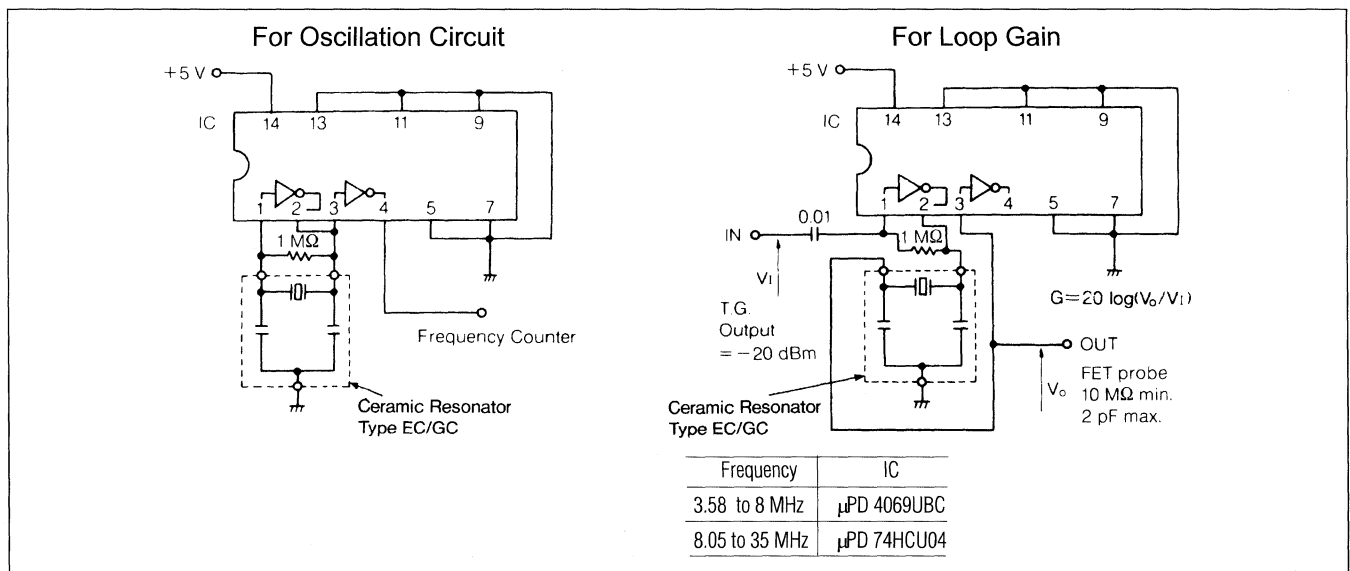 For Oscillation Circuit
+5 V
IC
14
13
11
9
1
2
3
4
5
7
1 MΩ
Frequency Counter
Ceramic Resonator
Type EC/GC
For Loop Gain
+5 V
IC
14
13
11
9
1
2
3
4
5
7
0.01
IN
1 MΩ
VI
T.G.
Output
= −20 dBm
G=20 log(Vo/VI)
OUT
Vo
FET probe
10 MΩ min.
2 pF max.
Ceramic Resonator
Type EC/GC
Frequency IC
3.58 to 8 MHz μPD 4069UBC
8.05 to 35 MHz μPD 74HCU04